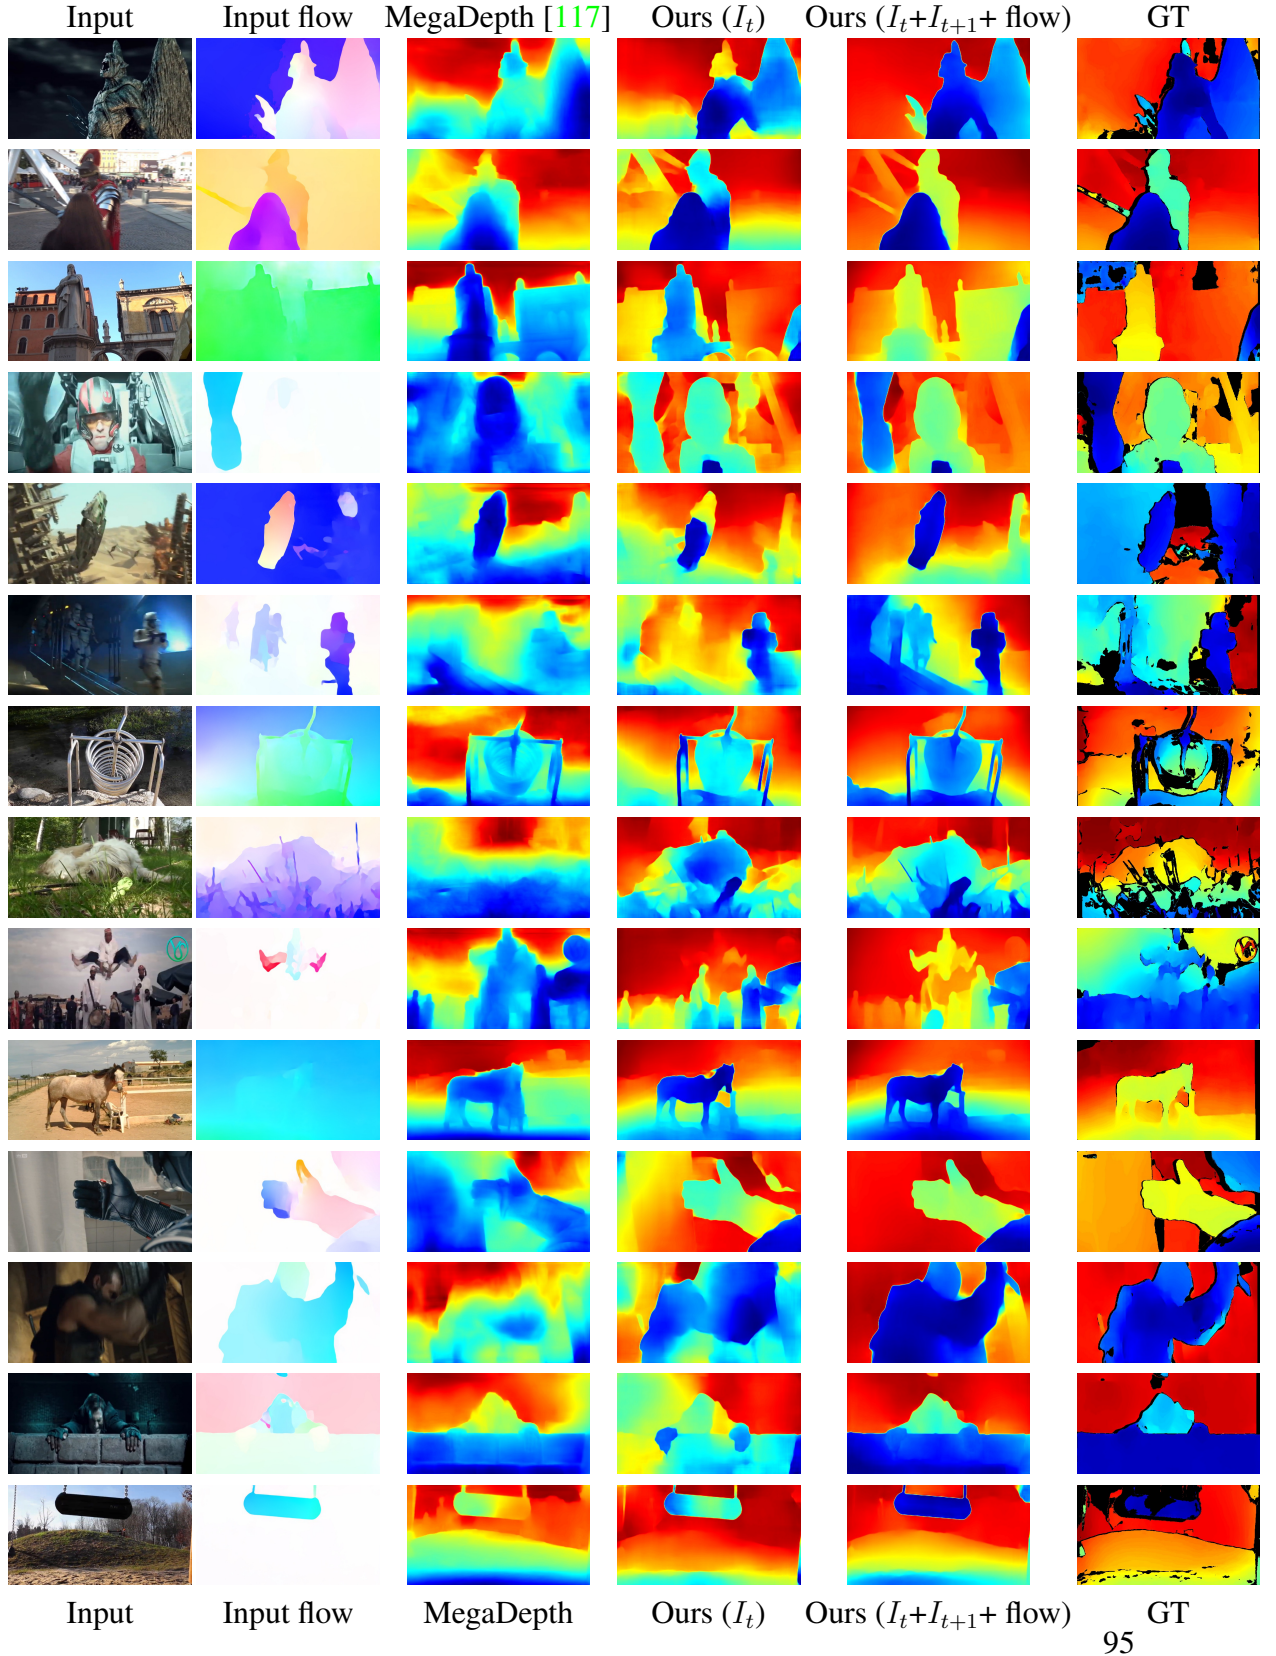 Input Input flow MegaDepth [117] Ours (I_t) Ours (I_t+I_{t+1}+ flow) GT
Input Input flow MegaDepth Ours (I_t) Ours (I_t+I_{t+1}+ flow) GT
95